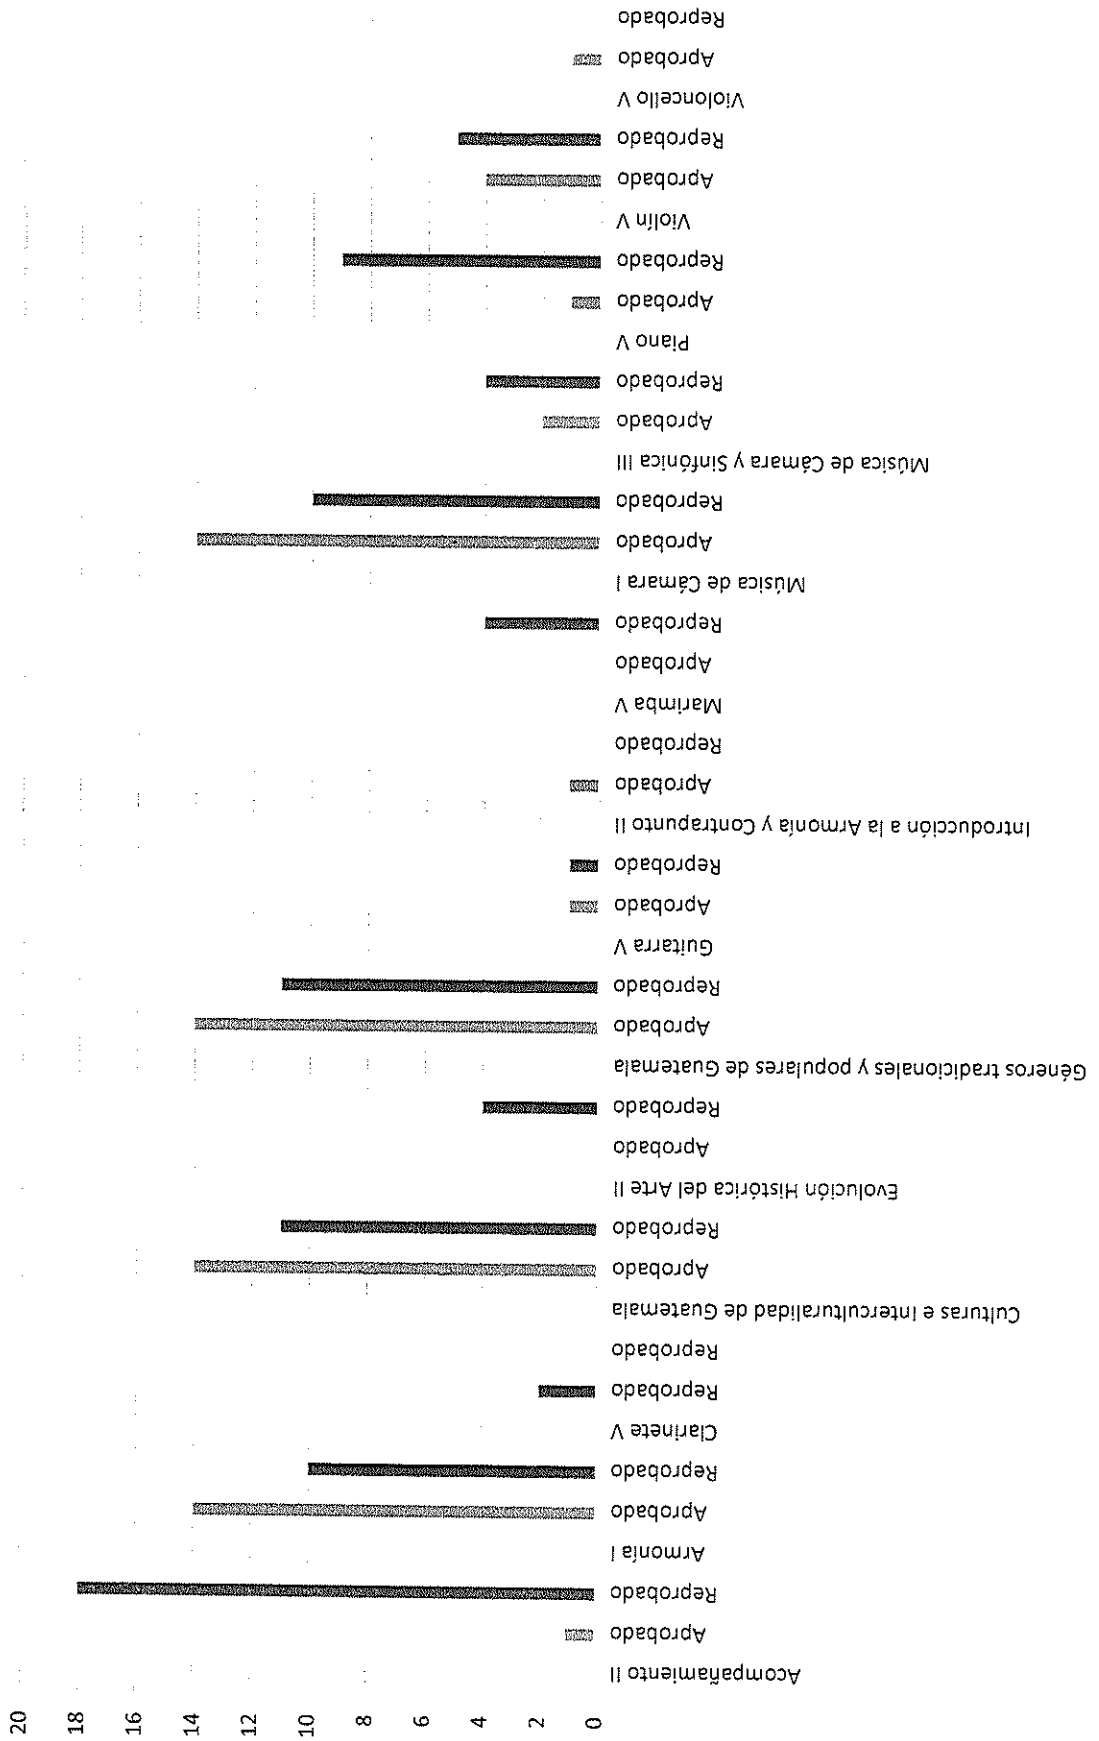 20
18
16
14
12
10
8
6
4
2
0
Acompañamiento II
Aprobado
Reprobado
Armonía I
Aprobado
Reprobado
Clarinete V
Reprobado
Reprobado
Culturas e Interculturalidad de Guatemala
Aprobado
Reprobado
Evolución Histórica del Arte II
Aprobado
Reprobado
Géneros tradicionales y populares de Guatemala
Aprobado
Reprobado
Guitarra V
Aprobado
Reprobado
Introducción a la Armonía y Contrapunto II
Aprobado
Reprobado
Marimba V
Aprobado
Reprobado
Música de Cámara I
Aprobado
Reprobado
Música de Cámara y Sinfónica III
Aprobado
Reprobado
Piano V
Aprobado
Reprobado
Violín V
Aprobado
Reprobado
Violoncello V
Aprobado
Reprobado